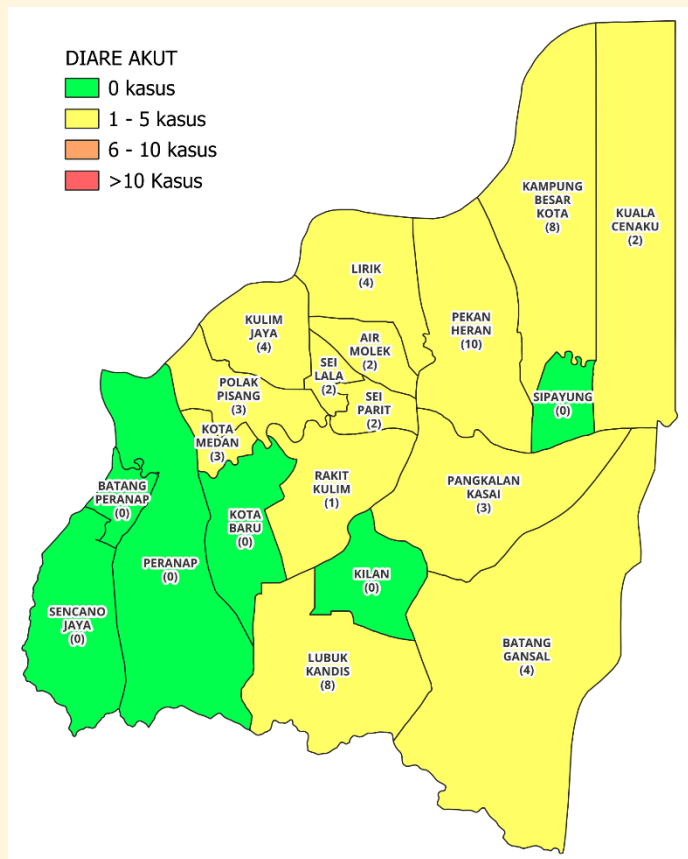 DIARE AKUT
0 kasus
1 - 5 kasus
6 - 10 kasus
>10 Kasus
KAMPUNG
BESAR
KOTA
(8)
KUALA
CENAKU
(2)
LIRIK
(4)
KULIM
JAYA
(4)
AIR
MOLEK
(2)
PEKAN
HERAN
(10)
SEI
LALA
(2)
POLAK
PISANG
(3)
SEI
PARIT
(2)
SIPAYUNG
(0)
KOTA
MEDAN
(3)
BATANG
PERANAP
(0)
KOTA
BARU
(0)
RAKIT
KULIM
(1)
PANGKALAN
KASAI
(3)
PERANAP
(0)
KILAN
(0)
SENCANO
JAYA
(0)
LUBUK
KANDIS
(8)
BATANG
GANSAL
(4)